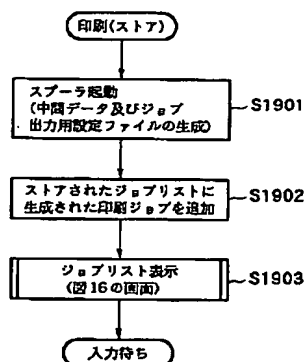 印刷(ストア)
スプーラ起動
(中間データ及びジョブ
出力用設定ファイルの生成)
S1901
ストアされたジョブリストに
生成された印刷ジョブを追加
S1902
ジョブリスト表示
(図16の画面)
S1903
入力待ち